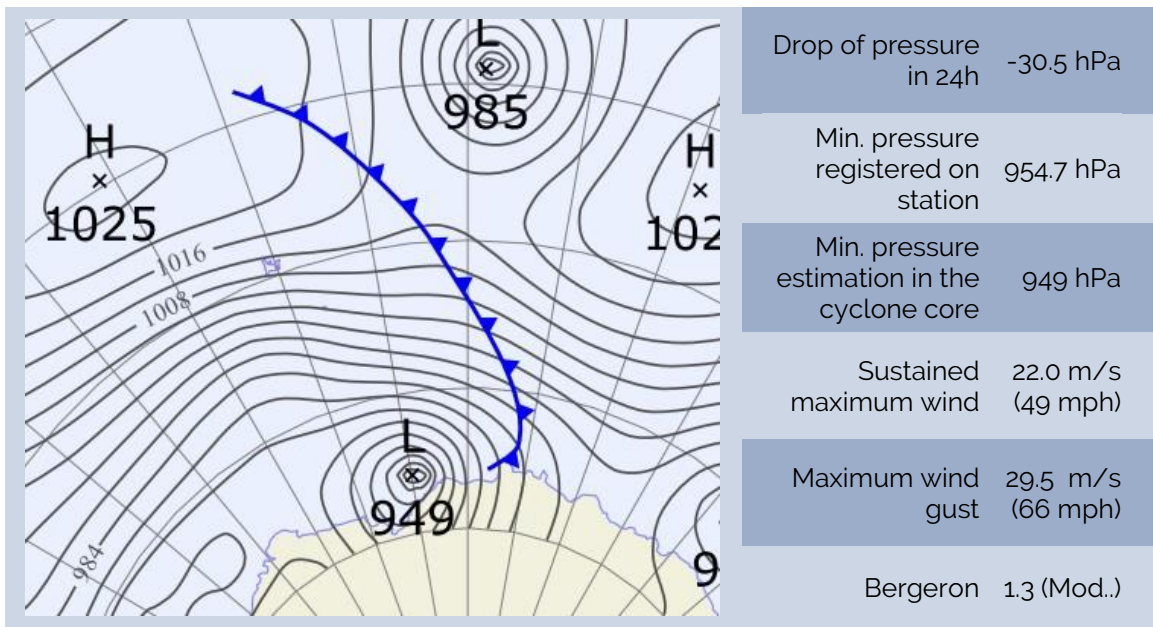 L
985
H
1025
H
102
1016
1008
984
L
949
9
Drop of pressure
in 24h
-30.5 hPa
Min. pressure
registered on
station
954.7 hPa
Min. pressure
estimation in the
cyclone core
949 hPa
Sustained
maximum wind
22.0 m/s
(49 mph)
Maximum wind
gust
29.5 m/s
(66 mph)
Bergeron
1.3 (Mod..)